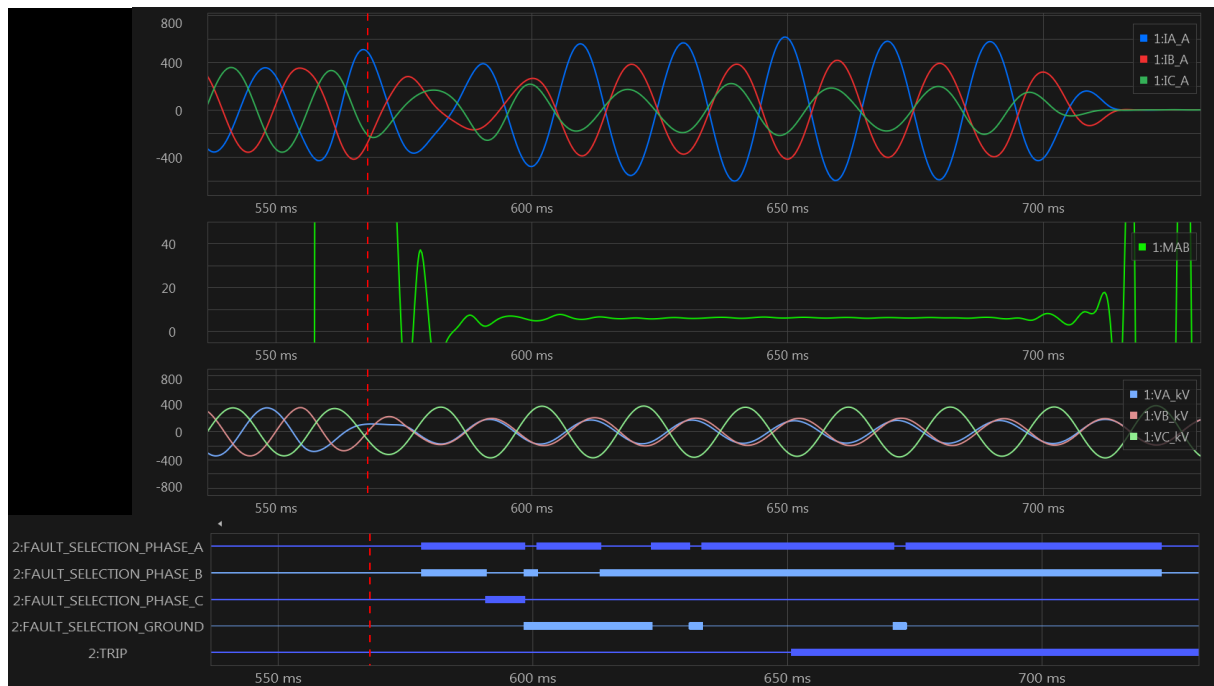 800
400
0
-400
1:IA_A
1:IB_A
1:IC_A
550 ms 600 ms 650 ms 700 ms
40
20
0
1:MAB
550 ms 600 ms 650 ms 700 ms
800
400
0
-400
-800
1:VA_kV
1:VB_kV
1:VC_kV
550 ms 600 ms 650 ms 700 ms
2:FAULT_SELECTION_PHASE_A
2:FAULT_SELECTION_PHASE_B
2:FAULT_SELECTION_PHASE_C
2:FAULT_SELECTION_GROUND
2:TRIP
550 ms 600 ms 650 ms 700 ms